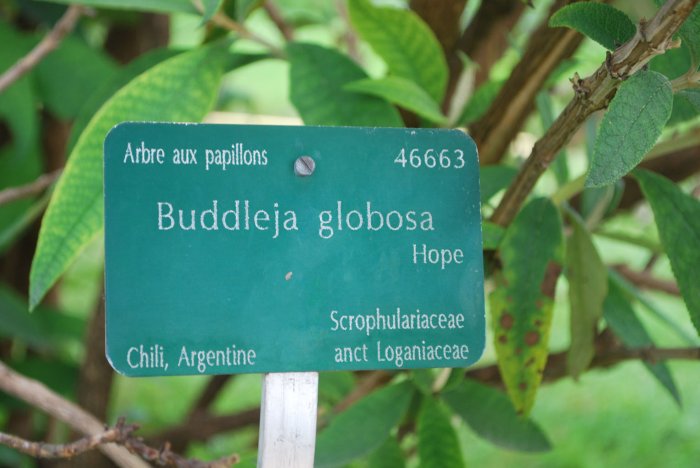 Arbre aux papillons 46663
Buddleja globosa
Hope
Scrophulariaceae
Chili, Argentine anct Loganiaceae